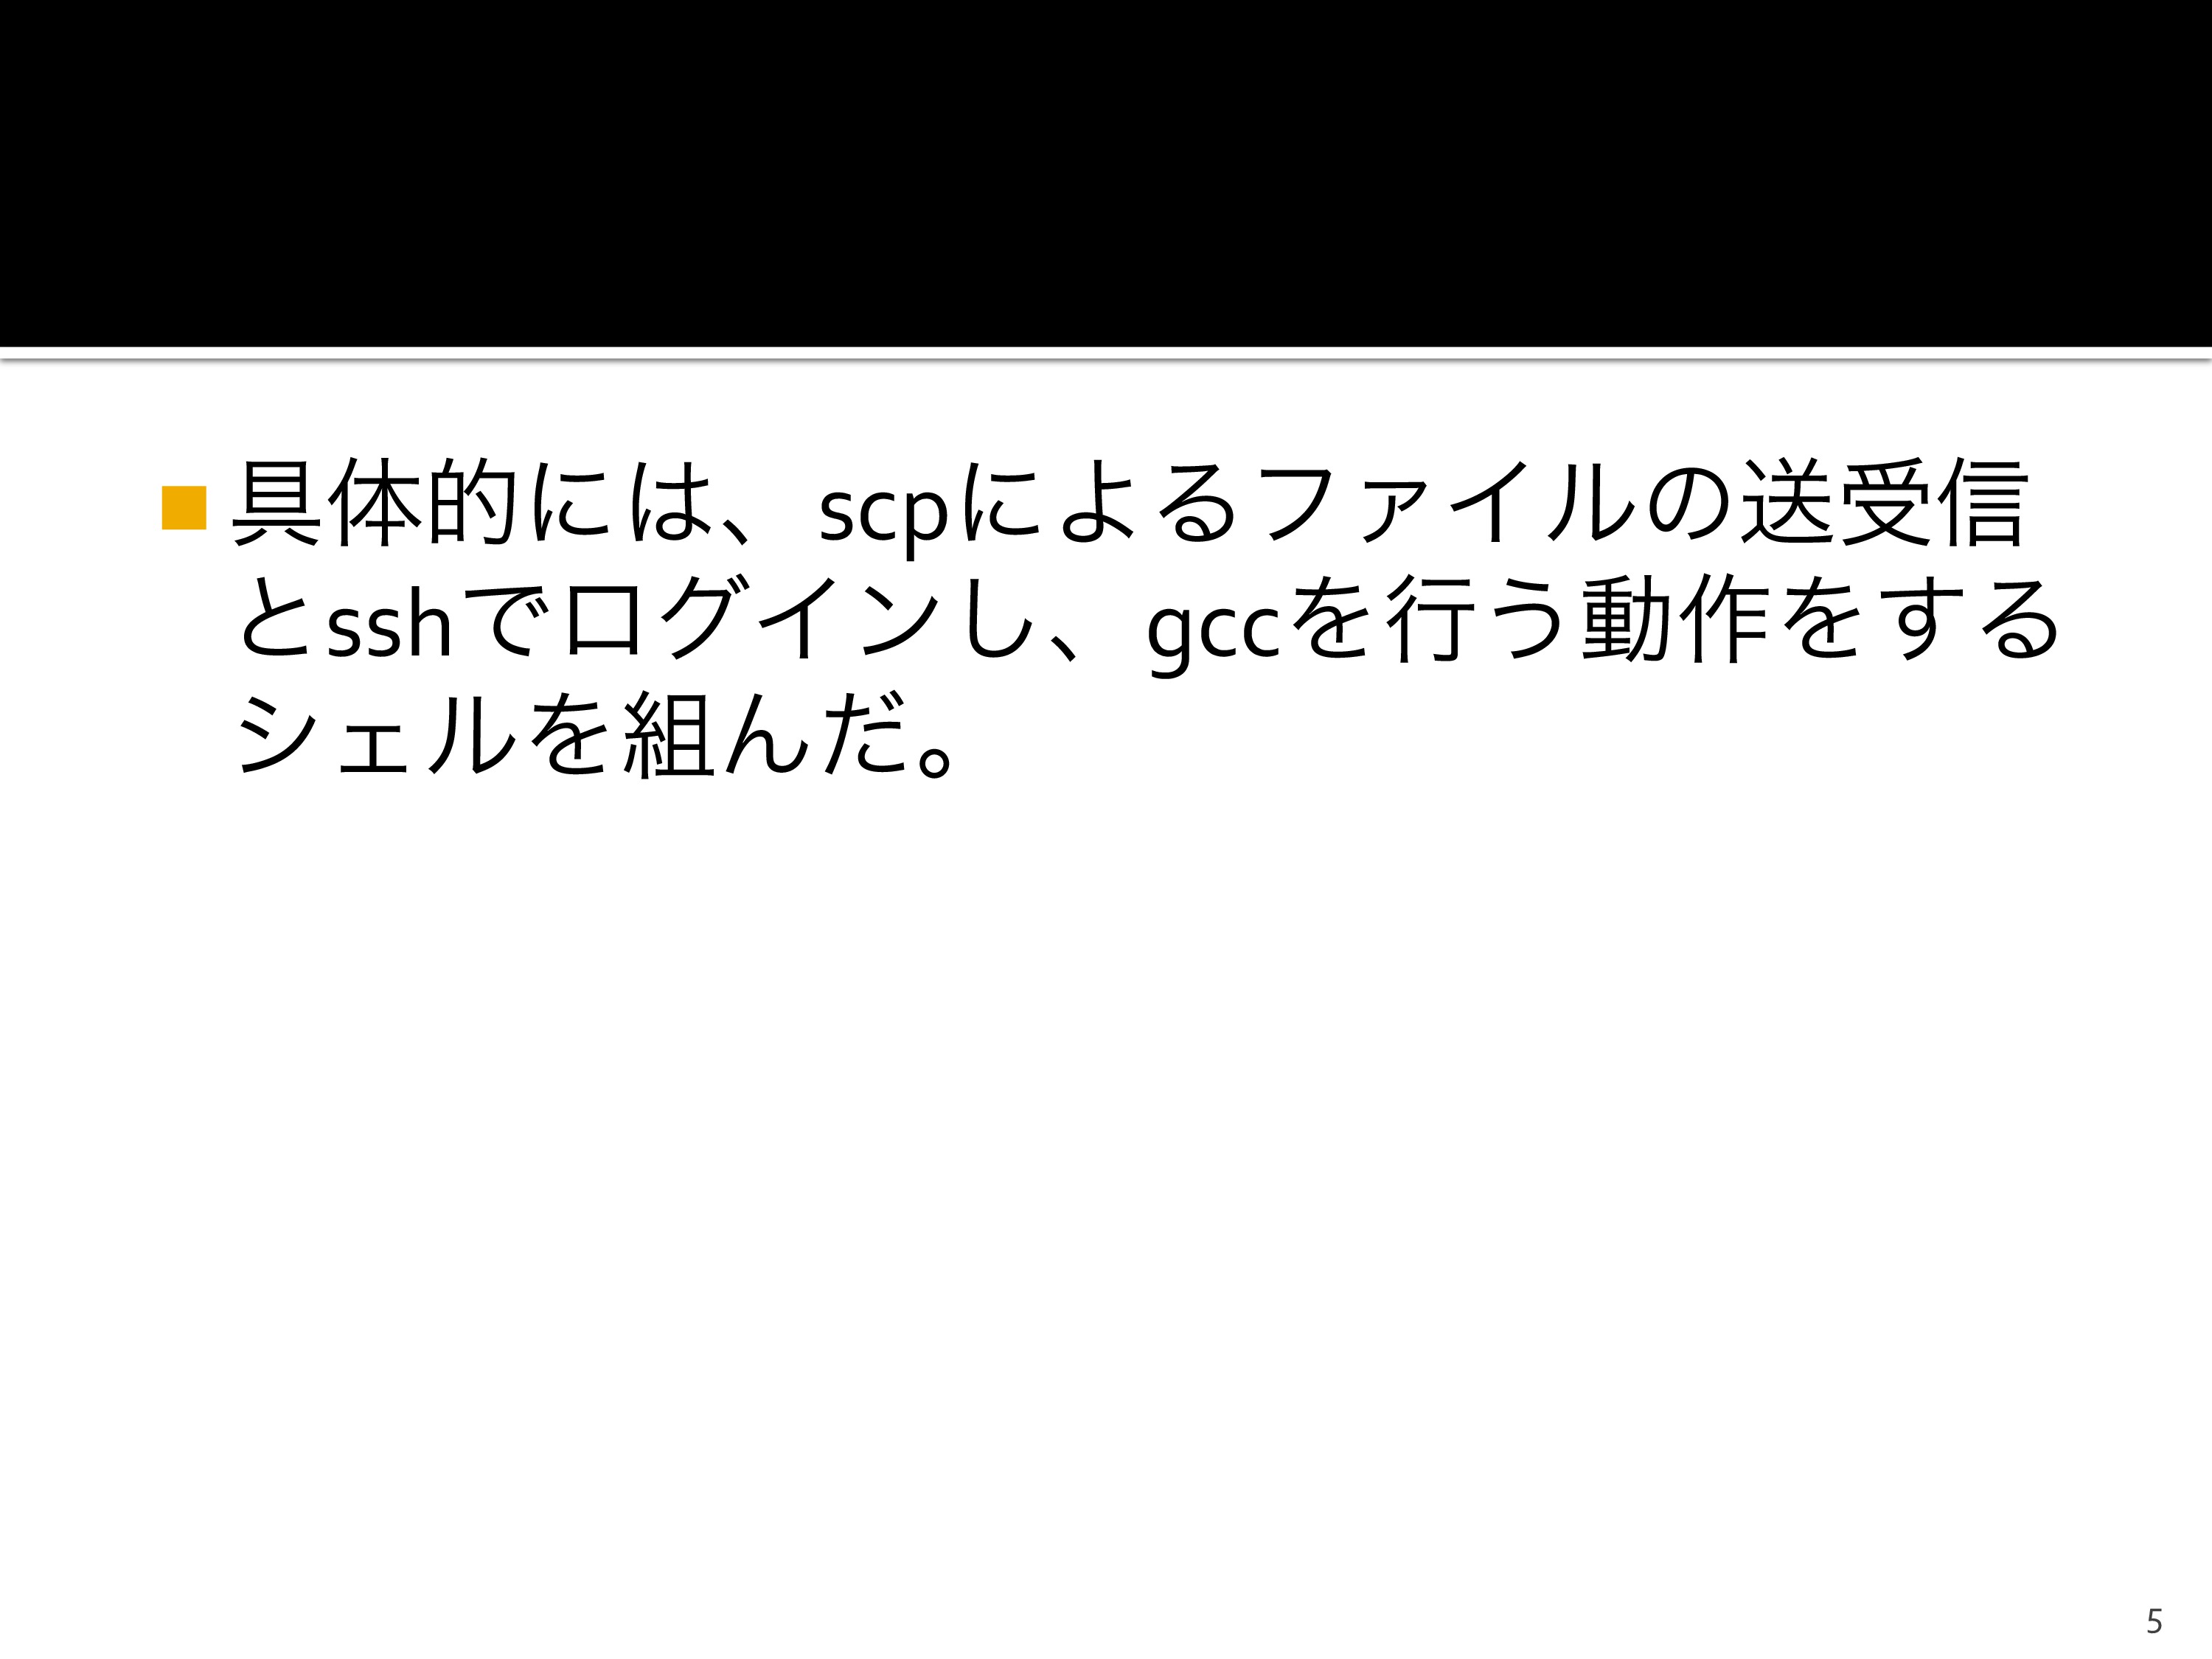 具体的には、scpによるファイルの送受信
とsshでログインし、gccを行う動作をする
シェルを組んだ。
5